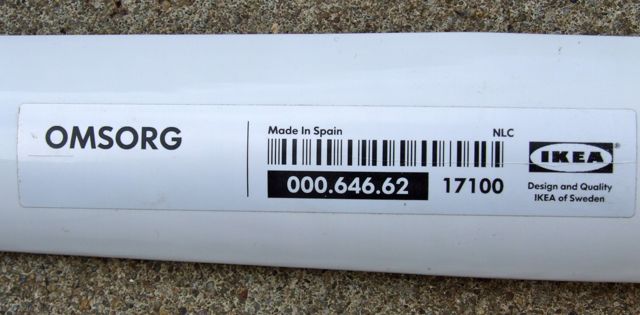 OMSORG
Made In Spain
NLC
000.646.62
17100
IKEA®
Design and Quality
IKEA of Sweden